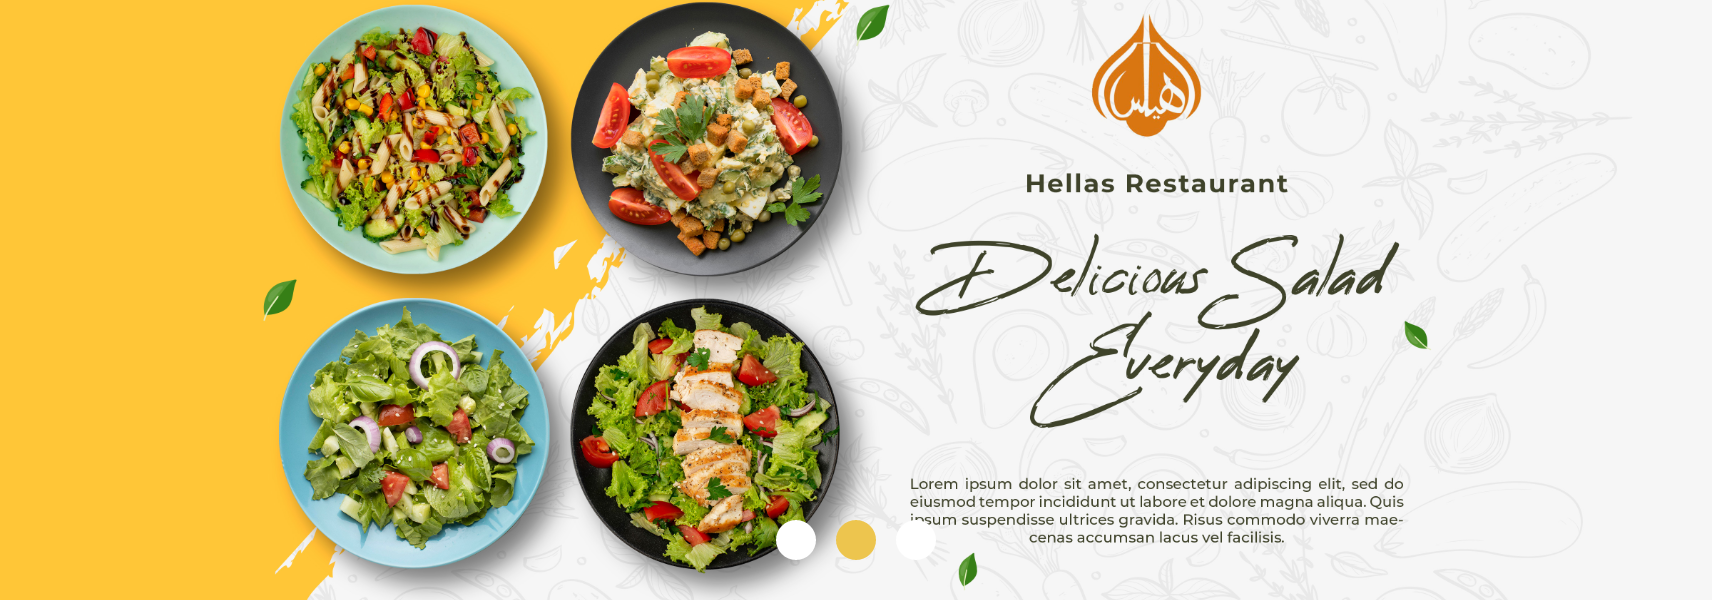 هيلس
Hellas Restaurant
Delicious Salad
Everyday
Lorem ipsum dolor sit amet, consectetur adipiscing elit, sed do
eiusmod tempor incididunt ut labore et dolore magna aliqua. Quis
ipsum suspendisse ultrices gravida. Risus commodo viverra mae-
cenas accumsan lacus vel facilisis.